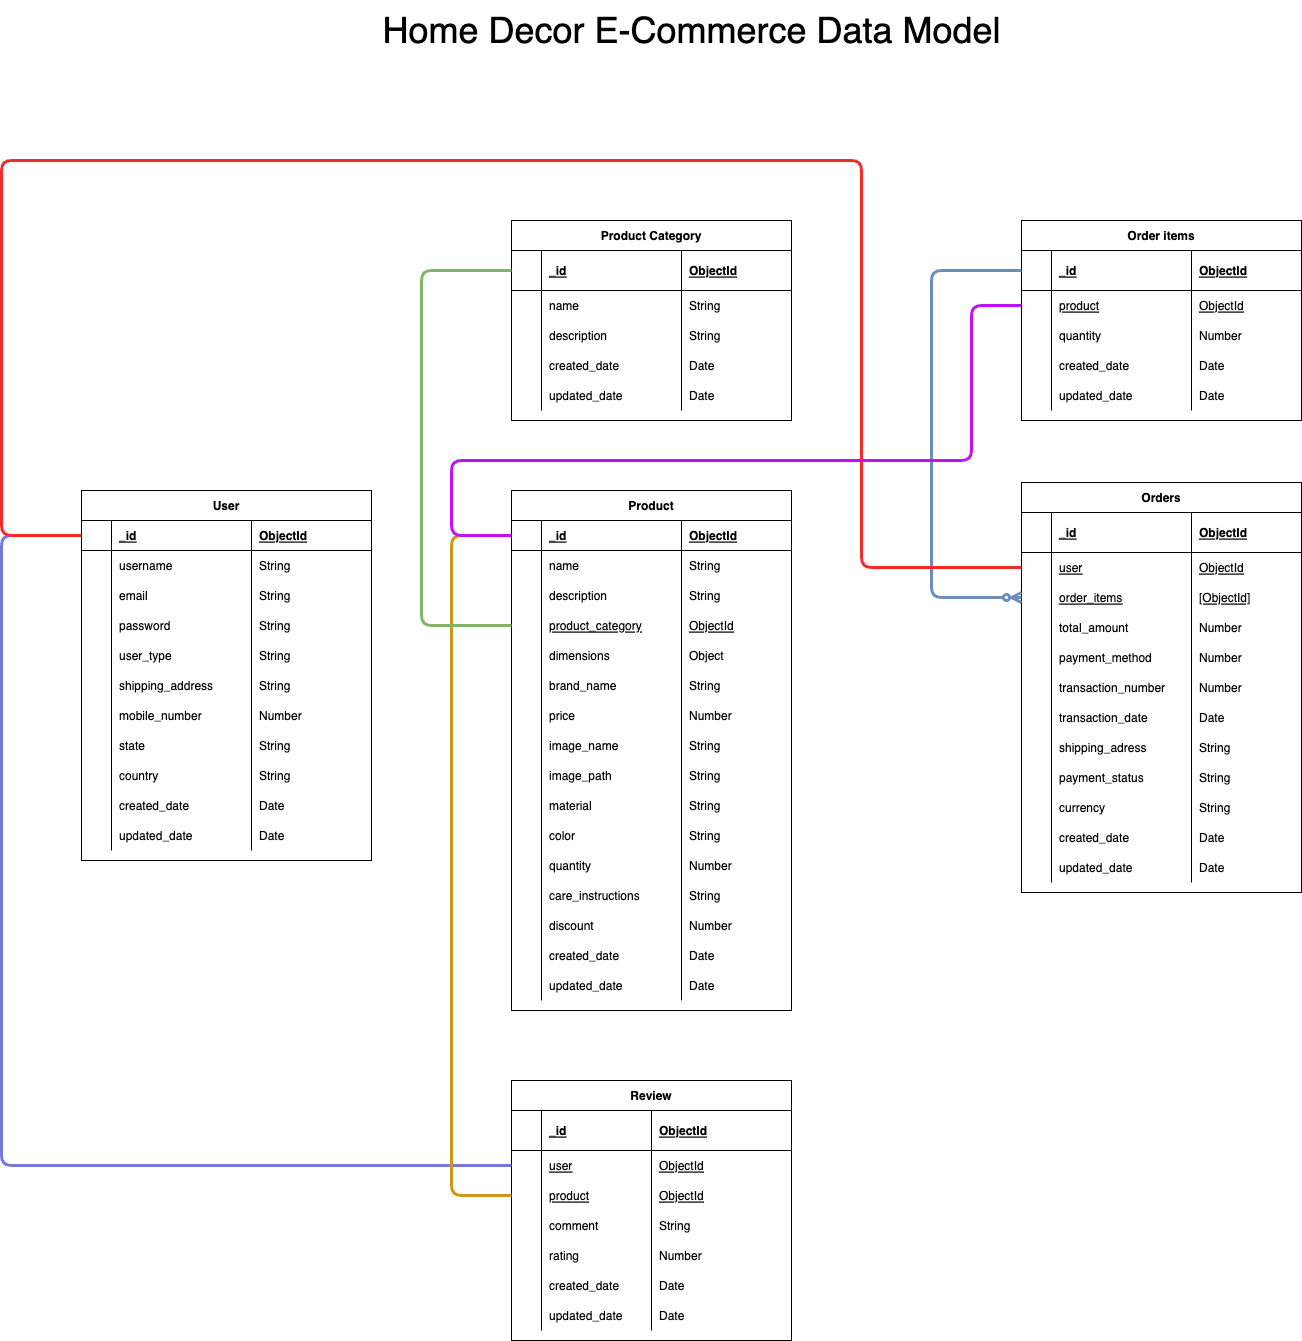 Home Decor E-Commerce Data Model
Product Category
_id ObjectId
name String
description String
created_date Date
updated_date Date
Order items
_id ObjectId
product ObjectId
quantity Number
created_date Date
updated_date Date
User
_id ObjectId
username String
email String
password String
user_type String
shipping_address String
mobile_number Number
state String
country String
created_date Date
updated_date Date
Product
_id ObjectId
name String
description String
product_category ObjectId
dimensions Object
brand_name String
price Number
image_name String
image_path String
material String
color String
quantity Number
care_instructions String
discount Number
created_date Date
updated_date Date
Orders
_id ObjectId
user ObjectId
order_items [ObjectId]
total_amount Number
payment_method Number
transaction_number Number
transaction_date Date
shipping_adress String
payment_status String
currency String
created_date Date
updated_date Date
Review
_id ObjectId
user ObjectId
product ObjectId
comment String
rating Number
created_date Date
updated_date Date